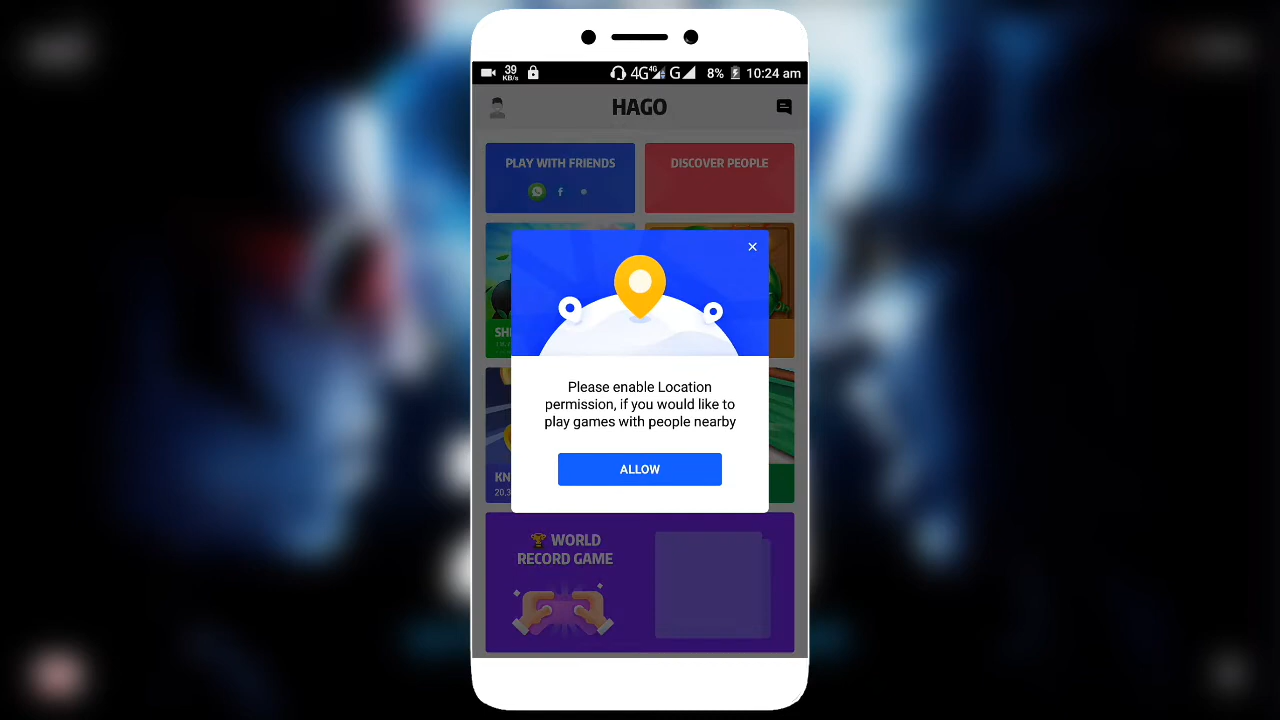 39
KB/s
4G 4G G 8% 10:24 am
HAGO
PLAY WITH FRIENDS
DISCOVER PEOPLE
f
Please enable Location
permission, if you would like to
play games with people nearby
ALLOW
WORLD
RECORD GAME